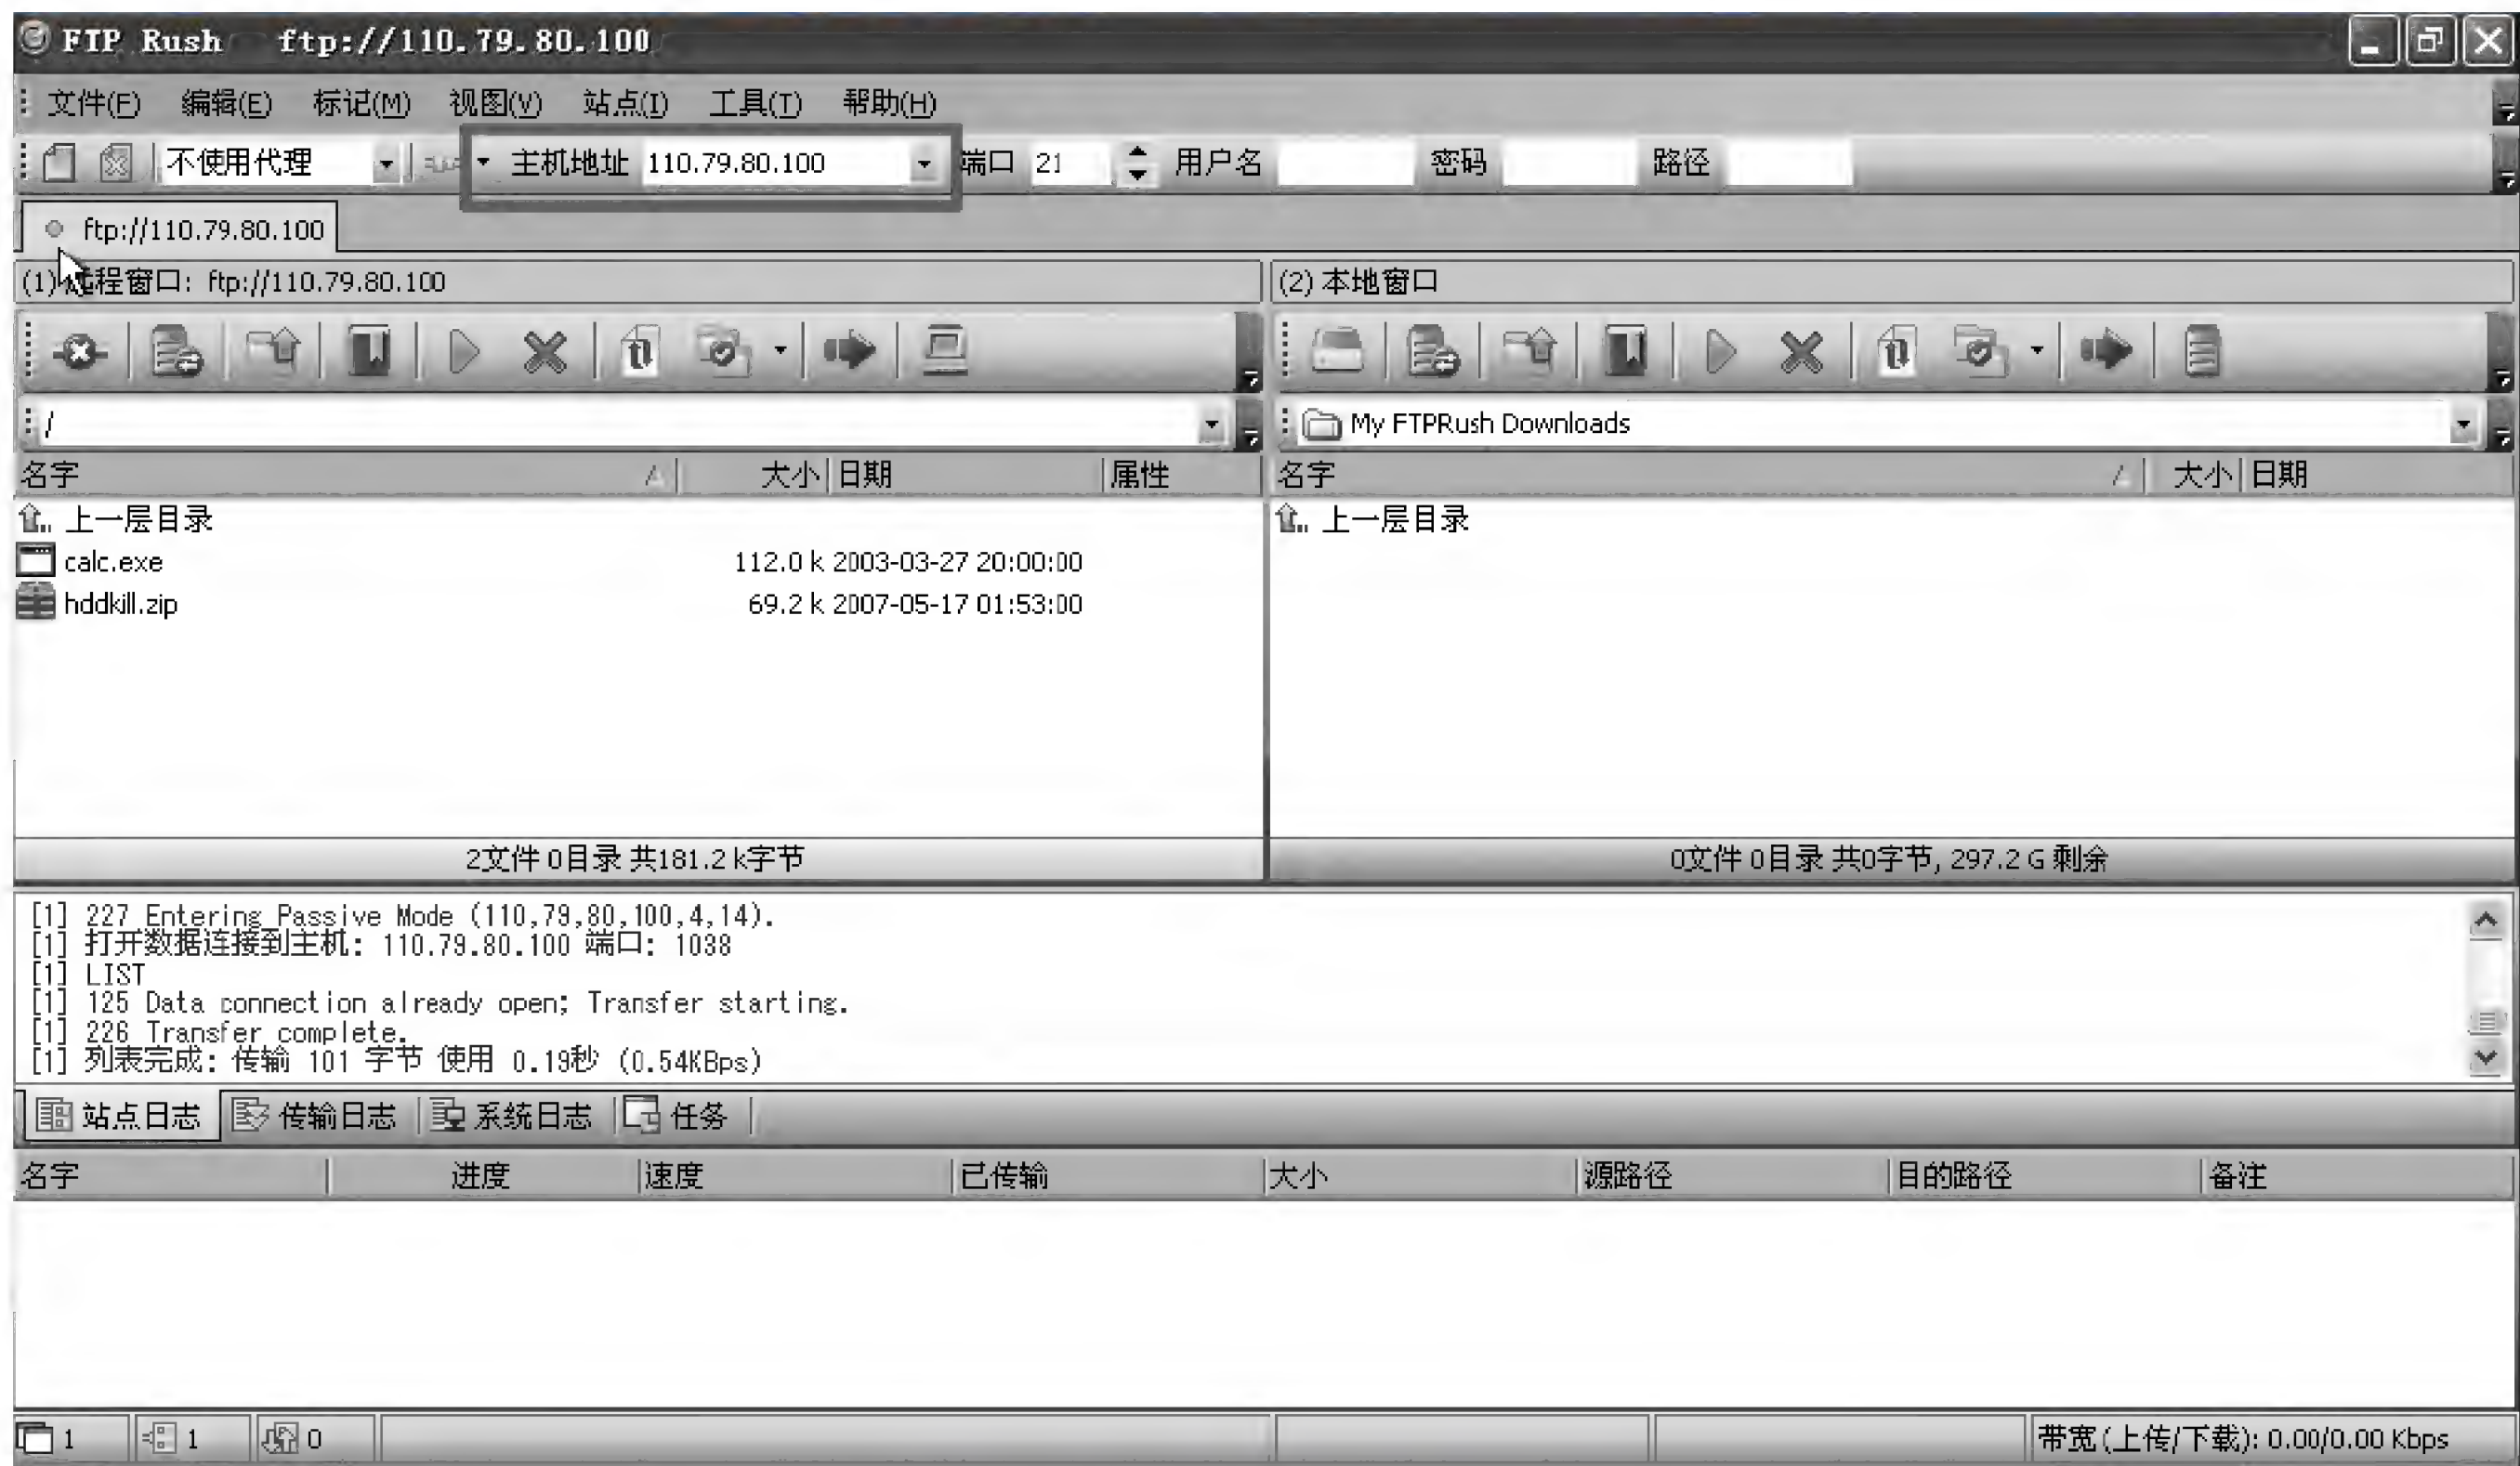 FTP Rush ftp://110.79.80.100
文件(F) 编辑(E) 标记(M) 视图(V) 站点(I) 工具(T) 帮助(H)
不使用代理 主机地址 110.79.80.100 端口 21 用户名 密码 路径
ftp://110.79.80.100
(1) 程窗口: ftp://110.79.80.100
(2) 本地窗口
/
My FTPRush Downloads
名字 大小 日期 属性
名字 大小 日期
上一层目录
上一层目录
calc.exe 112.0 k 2003-03-27 20:00:00
hddkill.zip 69.2 k 2007-05-17 01:53:00
2文件 0目录 共181.2 k字节
0文件 0目录 共0字节, 297.2 G 剩余
[1] 227 Entering Passive Mode (110,79,80,100,4,14).
[1] 打开数据连接到主机: 110.79.80.100 端口: 1038
[1] LIST
[1] 125 Data connection already open; Transfer starting.
[1] 226 Transfer complete.
[1] 列表完成: 传输 101 字节 使用 0.19秒 (0.54KBps)
站点日志 传输日志 系统日志 任务
名字 进度 速度 已传输 大小 源路径 目的路径 备注
1 1 0 带宽(上传/下载): 0.00/0.00 Kbps